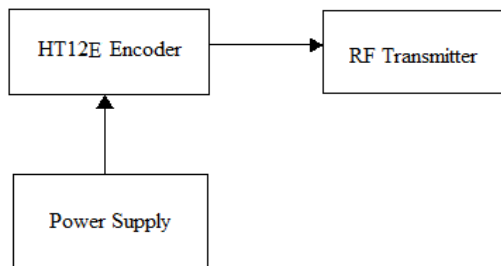 HT12E Encoder
RF Transmitter
Power Supply